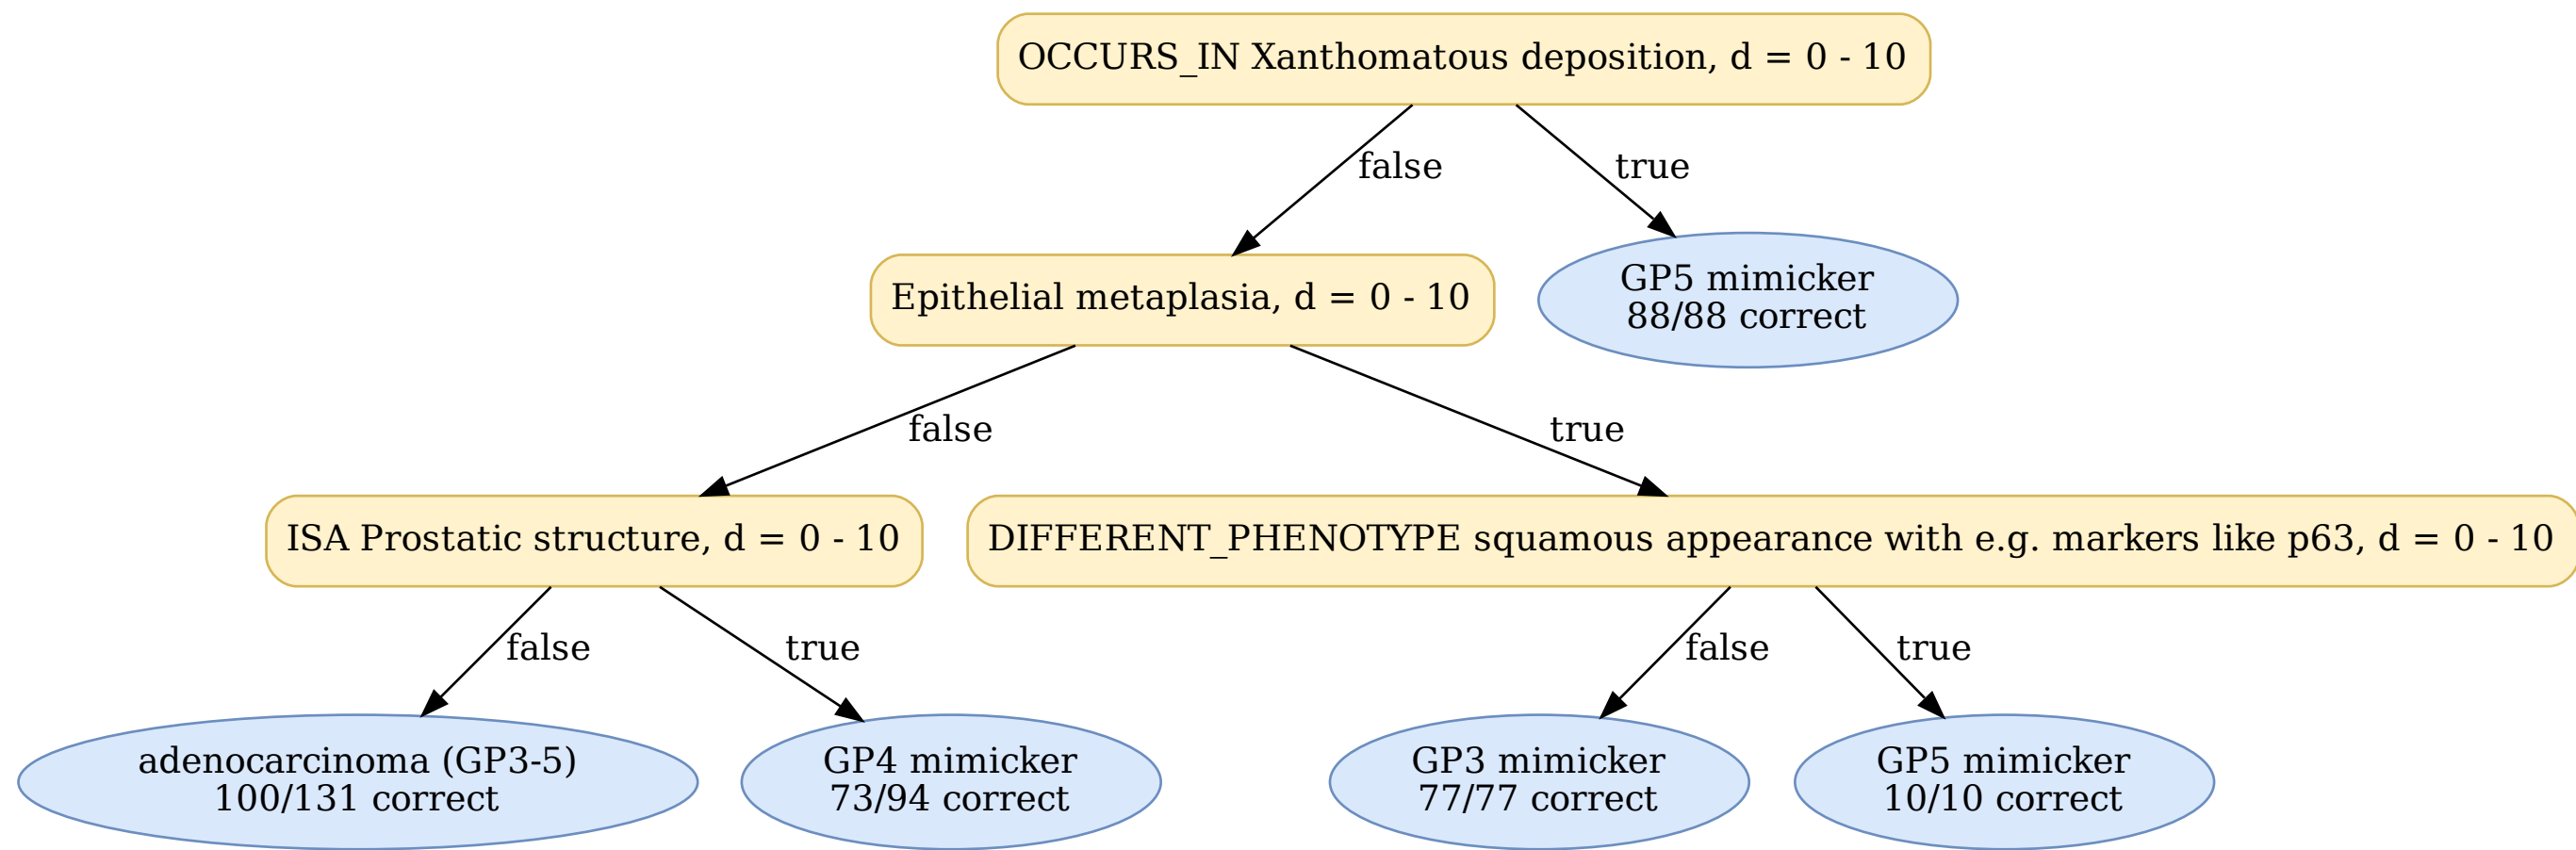 OCCURS_IN Xanthomatous deposition, d = 0 - 10
false
true
Epithelial metaplasia, d = 0 - 10
GP5 mimicker
88/88 correct
false
true
ISA Prostatic structure, d = 0 - 10
DIFFERENT_PHENOTYPE squamous appearance with e.g. markers like p63, d = 0 - 10
false
true
false
true
adenocarcinoma (GP3-5)
100/131 correct
GP4 mimicker
73/94 correct
GP3 mimicker
77/77 correct
GP5 mimicker
10/10 correct